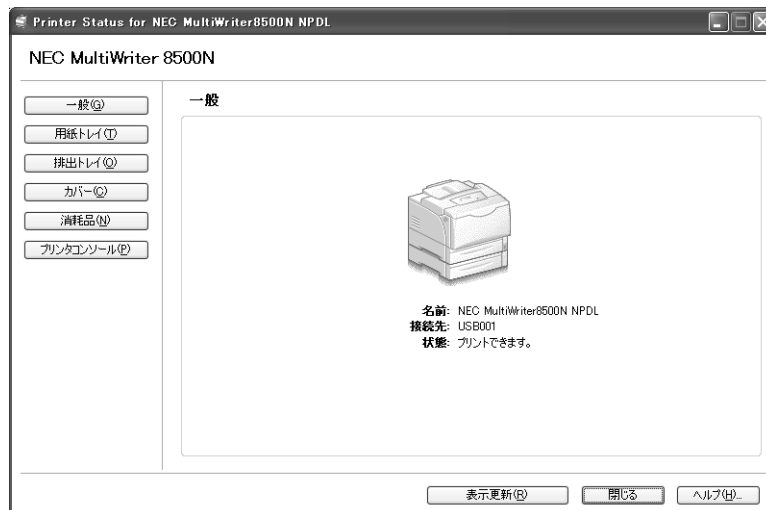 Printer Status for NEC MultiWriter8500N NPDL
NEC MultiWriter 8500N
一般(G)
用紙トレイ(T)
排出トレイ(O)
カバー(C)
消耗品(N)
プリンタコンソール(P)
一般
名前: NEC MultiWriter8500N NPDL
接続先: USB001
状態: プリントできます。
表示更新(R) 閉じる ヘルプ(H)...